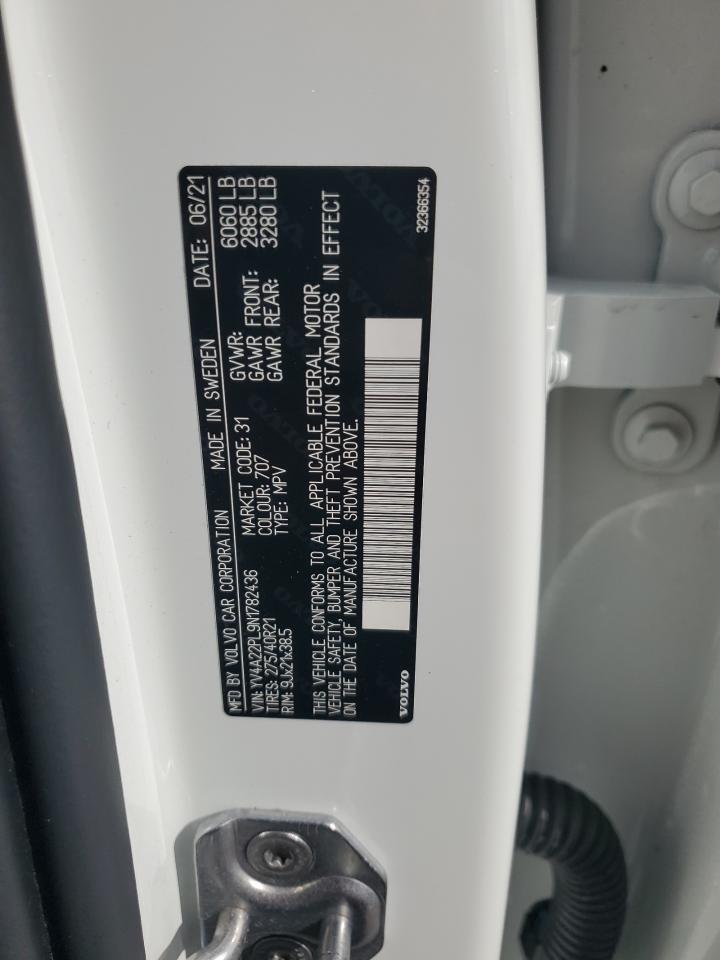 MFD BY VOLVO CAR CORPORATION MADE IN SWEDEN DATE: 06/21
VIN: YV4A22PL9N1782436 MARKET CODE: 31 GVWR: 6060 LB
TIRES: 275/40R21 COLOUR: 707 GAWR FRONT: 2885 LB
RIM: 9Jx21x38.5 TYPE: MPV GAWR REAR: 3280 LB
THIS VEHICLE CONFORMS TO ALL APPLICABLE FEDERAL MOTOR
VEHICLE SAFETY, BUMPER AND THEFT PREVENTION STANDARDS IN EFFECT
ON THE DATE OF MANUFACTURE SHOWN ABOVE.
VOLVO 32366354